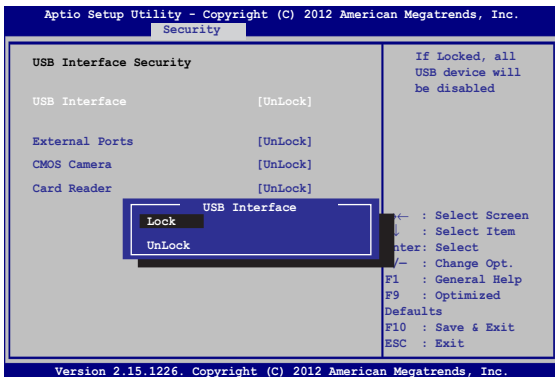 Aptio Setup Utility - Copyright (C) 2012 American Megatrends, Inc.
Security
USB Interface Security
USB Interface [UnLock]
External Ports [UnLock]
CMOS Camera [UnLock]
Card Reader [UnLock]
USB Interface
Lock
UnLock
If Locked, all
USB device will
be disabled
→← : Select Screen
↓ : Select Item
nter: Select
/— : Change Opt.
F1 : General Help
F9 : Optimized
Defaults
F10 : Save & Exit
ESC : Exit
Version 2.15.1226. Copyright (C) 2012 American Megatrends, Inc.